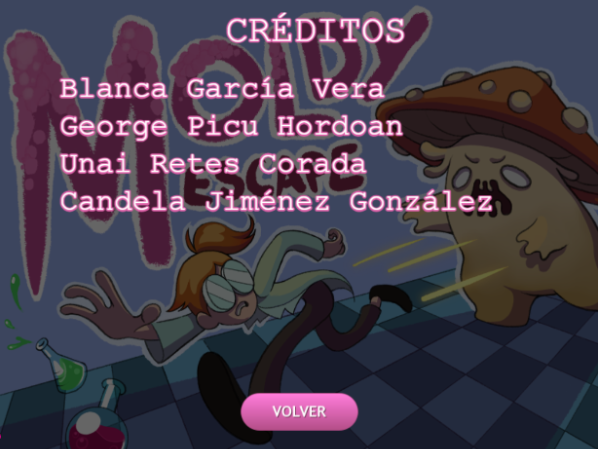 CRÉDITOS
MOLDY
ESCAPE
Blanca García Vera
George Picu Hordoan
Unai Retes Corada
Candela Jiménez González
VOLVER